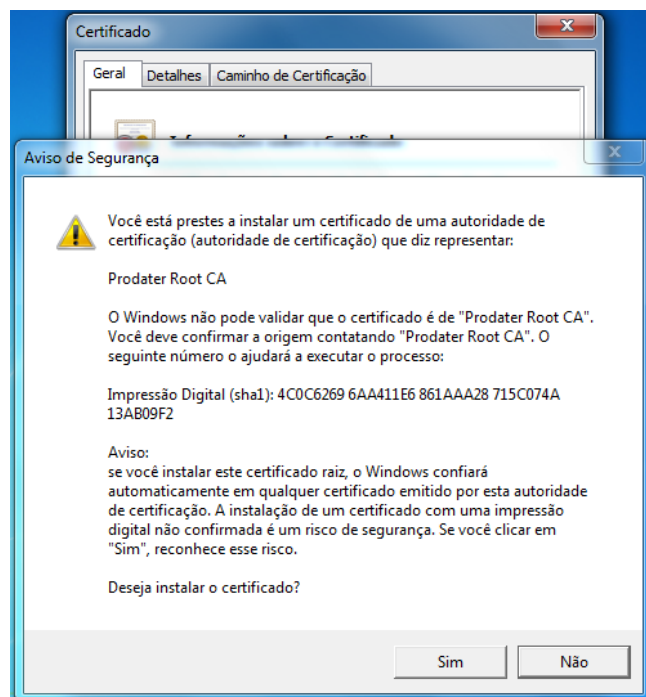 Certificado
Geral Detalhes Caminho de Certificação
Aviso de Segurança
Você está prestes a instalar um certificado de uma autoridade de
certificação (autoridade de certificação) que diz representar:
Prodater Root CA
O Windows não pode validar que o certificado é de "Prodater Root CA".
Você deve confirmar a origem contatando "Prodater Root CA". O
seguinte número o ajudará a executar o processo:
Impressão Digital (sha1): 4C0C6269 6AA411E6 861AAA28 715C074A
13AB09F2
Aviso:
se você instalar este certificado raiz, o Windows confiará
automaticamente em qualquer certificado emitido por esta autoridade
de certificação. A instalação de um certificado com uma impressão
digital não confirmada é um risco de segurança. Se você clicar em
"Sim", reconhece esse risco.
Deseja instalar o certificado?
Sim Não